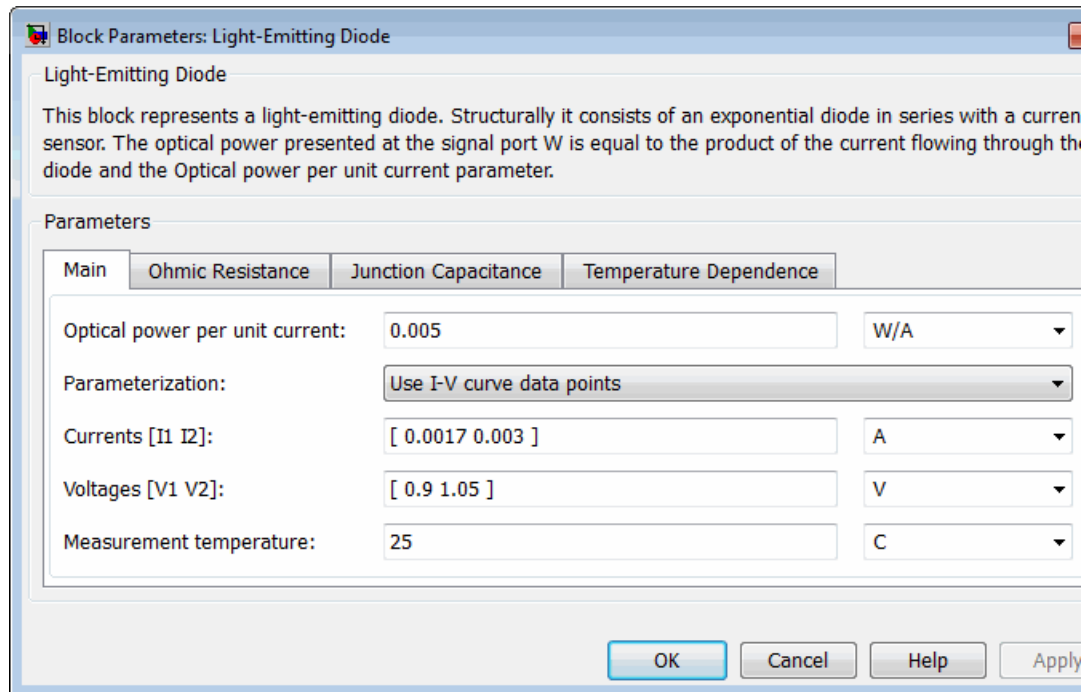 Block Parameters: Light-Emitting Diode
Light-Emitting Diode
This block represents a light-emitting diode. Structurally it consists of an exponential diode in series with a curren
sensor. The optical power presented at the signal port W is equal to the product of the current flowing through the
diode and the Optical power per unit current parameter.
Parameters
Main Ohmic Resistance Junction Capacitance Temperature Dependence
Optical power per unit current: 0.005 W/A
Parameterization: Use I-V curve data points
Currents [I1 I2]: [ 0.0017 0.003 ] A
Voltages [V1 V2]: [ 0.9 1.05 ] V
Measurement temperature: 25 C
OK Cancel Help Apply